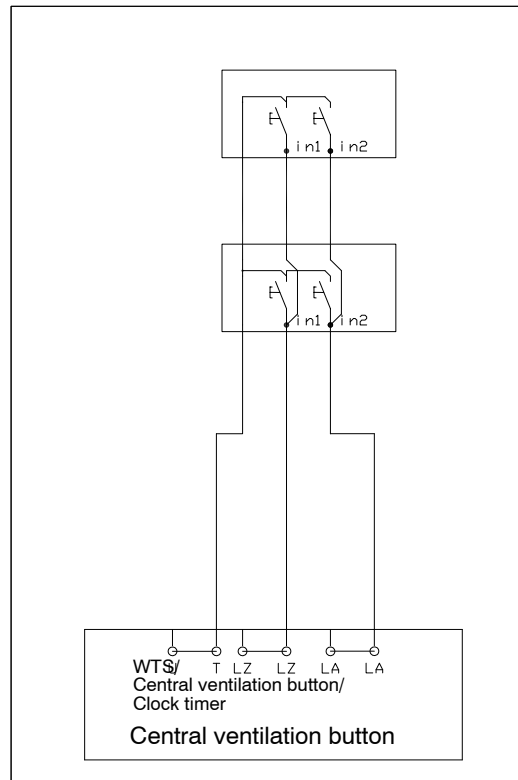 in1 in2
in1 in2
T LZ LZ LA LA
WTS/
Central ventilation button/
Clock timer
Central ventilation button